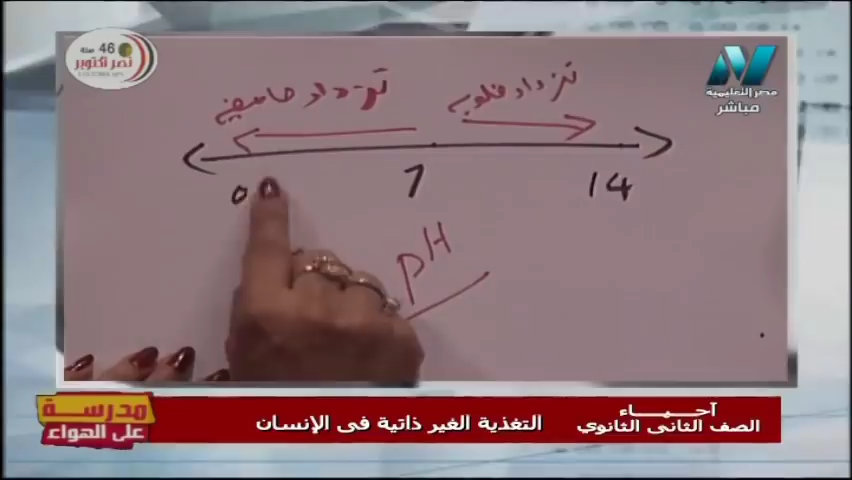 46 سنة
نصر أكتوبر
مصر التعليمية
مباشر
تزداد حامضية
تزداد قلوية
0 7 14
pH
مدرسة
على الهواء
أحياء
الصف الثانى الثانوي
التغذية الغير ذاتية فى الإنسان